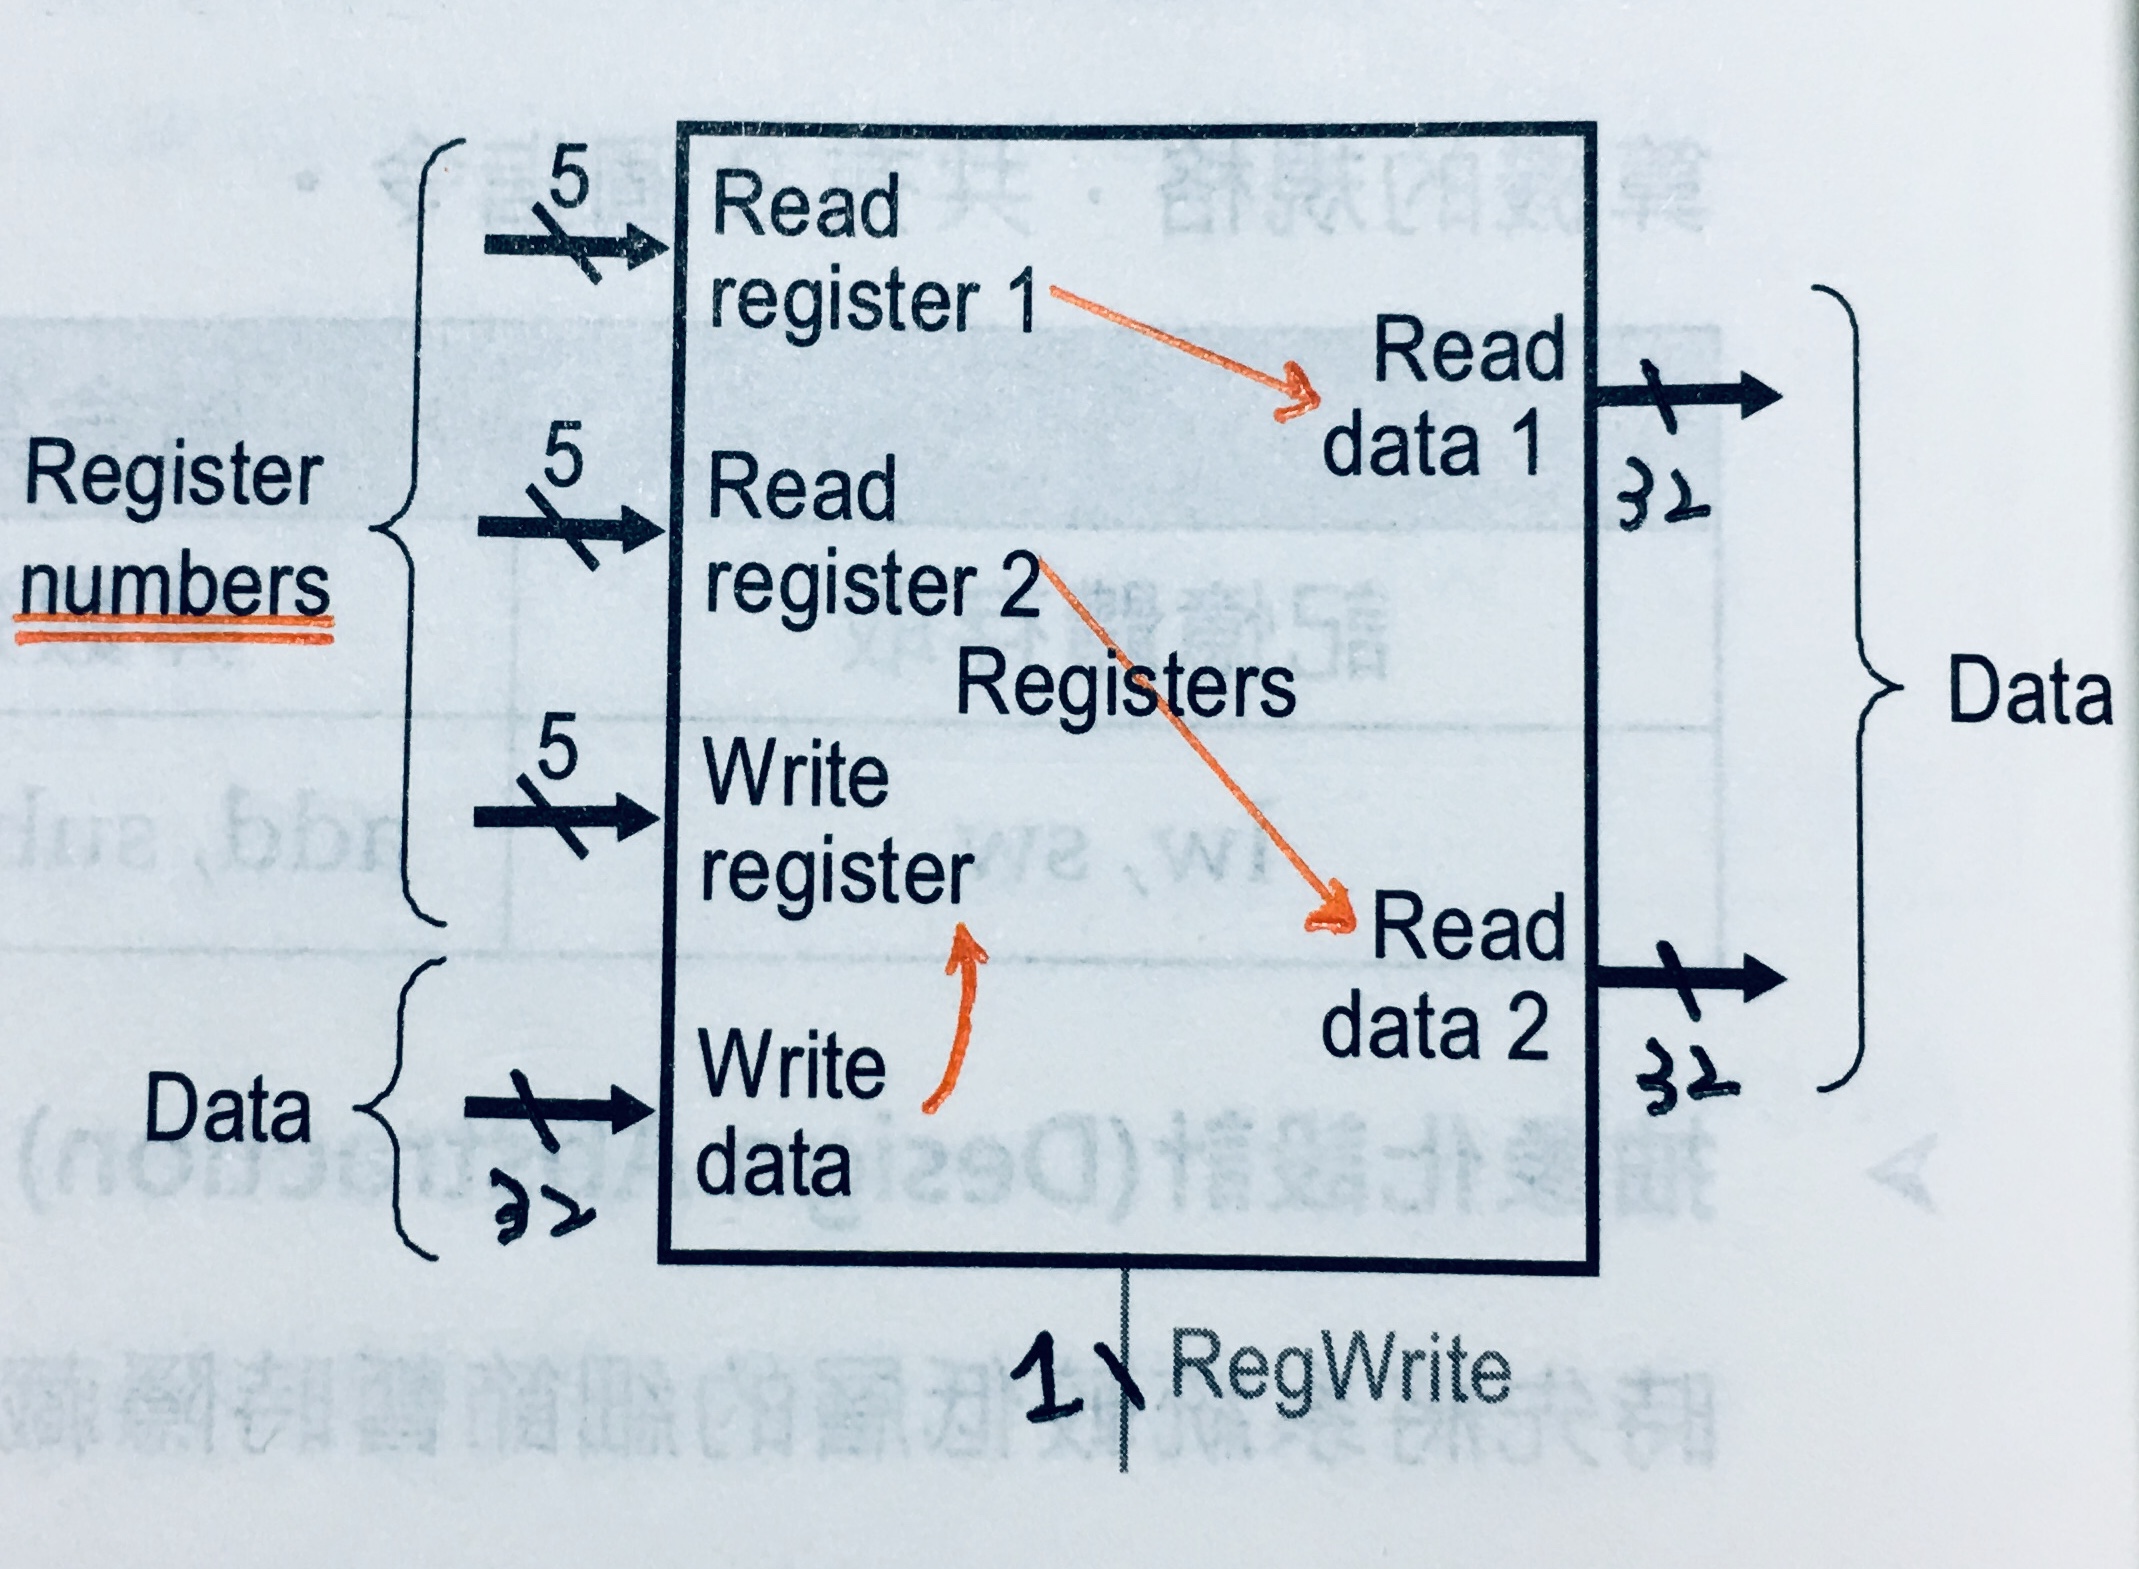 5
Read
register 1
Read
data 1
32
5
Register
numbers
Read
register 2
Registers
Data
5
Write
register
Read
data 2
32
Data
32
Write
data
1
RegWrite